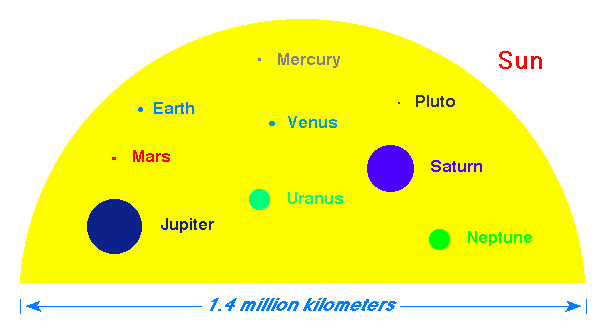 Sun
Mercury
Pluto
Earth
Venus
Mars
Saturn
Uranus
Jupiter
Neptune
1.4 million kilometers